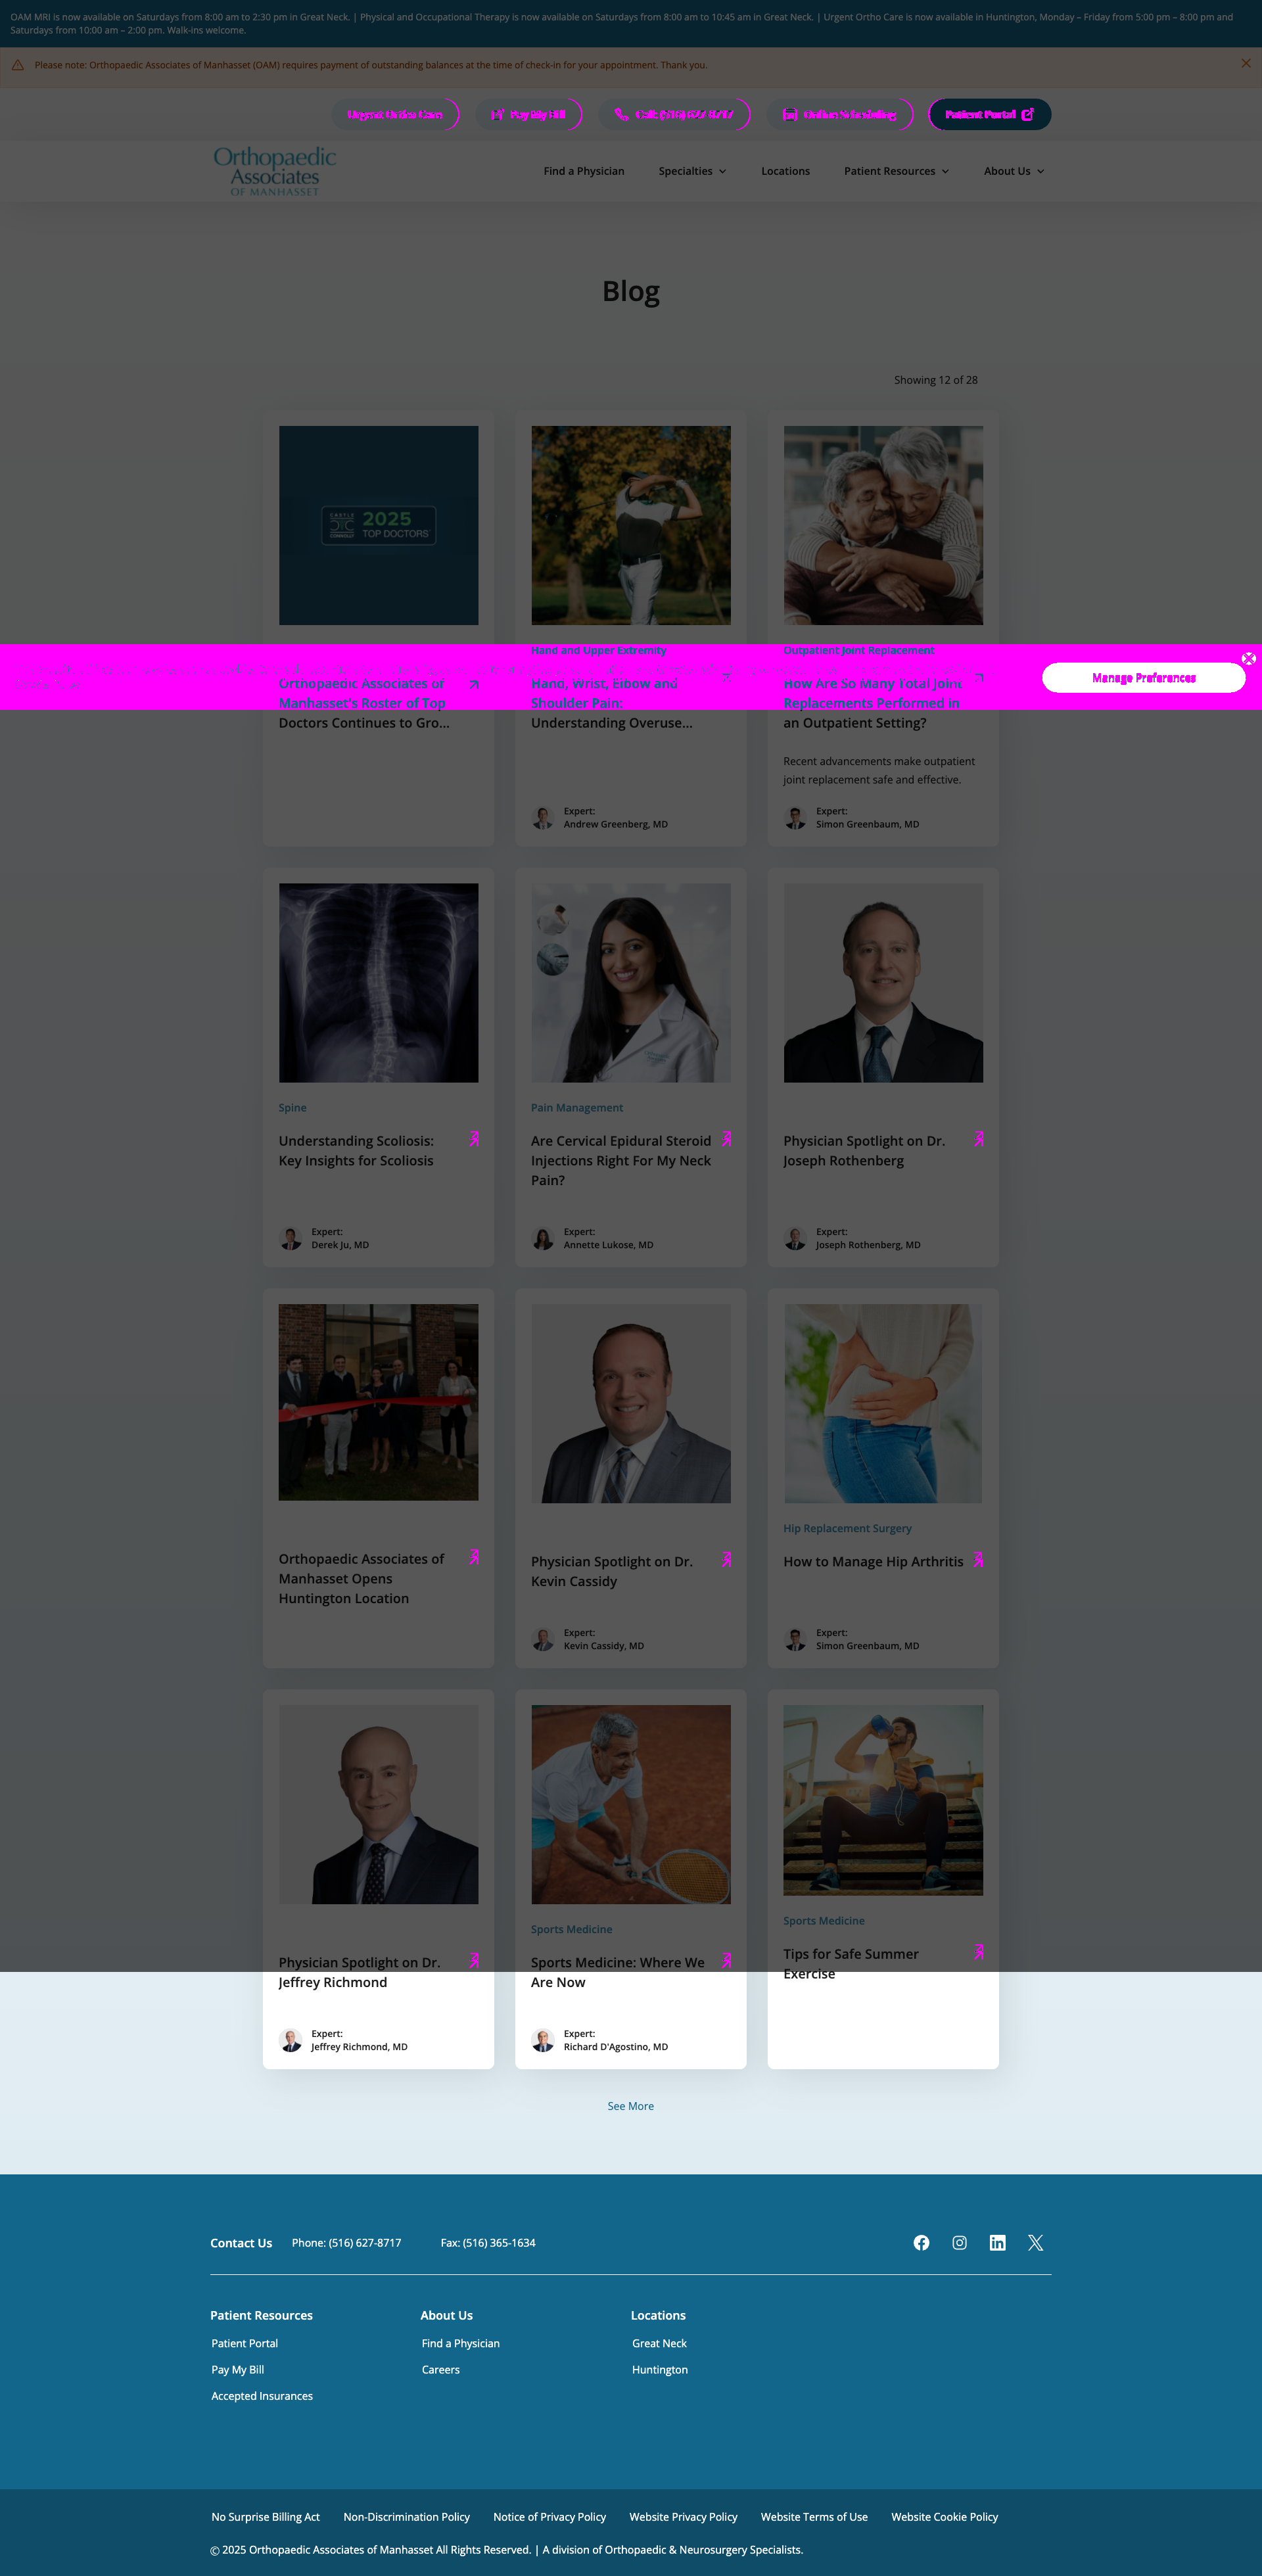 OAM MRI is now available on Saturdays from 8:00 am to 2:30 pm in Great Neck. | Physical and Occupational Therapy is now available on Saturdays from 8:00 am to 10:45 am in Great Neck. | Urgent Ortho Care is now available in Huntington, Monday – Friday from 5:00 pm – 8:00 pm and
Saturdays from 10:00 am – 2:00 pm. Walk-ins welcome.
Please note: Orthopaedic Associates of Manhasset (OAM) requires payment of outstanding balances at the time of check-in for your appointment. Thank you.
Pay My Bill Patient Portal
Orthopaedic
Associates
OF MANHASSET
Find a Physician Specialties Locations Patient Resources About Us
Blog
Showing 12 of 28
CASTLE CONNOLLY 2025 TOP DOCTORS
Hand and Upper Extremity Outpatient Joint Replacement
Manage Preferences
Orthopaedic Associates of
Manhasset's Roster of Top
Doctors Continues to Gro...
Hand, Wrist, Elbow and
Shoulder Pain:
Understanding Overuse...
How Are So Many Total Joint
Replacements Performed in
an Outpatient Setting?
Recent advancements make outpatient
joint replacement safe and effective.
Expert:
Andrew Greenberg, MD
Expert:
Simon Greenbaum, MD
Spine
Understanding Scoliosis:
Key Insights for Scoliosis
Expert:
Derek Ju, MD
Pain Management
Are Cervical Epidural Steroid
Injections Right For My Neck
Pain?
Expert:
Annette Lukose, MD
Physician Spotlight on Dr.
Joseph Rothenberg
Expert:
Joseph Rothenberg, MD
Orthopaedic Associates of
Manhasset Opens
Huntington Location
Physician Spotlight on Dr.
Kevin Cassidy
Expert:
Kevin Cassidy, MD
Hip Replacement Surgery
How to Manage Hip Arthritis
Expert:
Simon Greenbaum, MD
Physician Spotlight on Dr.
Jeffrey Richmond
Expert:
Jeffrey Richmond, MD
Sports Medicine
Sports Medicine: Where We
Are Now
Expert:
Richard D'Agostino, MD
Sports Medicine
Tips for Safe Summer
Exercise
See More
Contact Us Phone: (516) 627-8717 Fax: (516) 365-1634
Patient Resources
Patient Portal
Pay My Bill
Accepted Insurances
About Us
Find a Physician
Careers
Locations
Great Neck
Huntington
No Surprise Billing Act Non-Discrimination Policy Notice of Privacy Policy Website Privacy Policy Website Terms of Use Website Cookie Policy
© 2025 Orthopaedic Associates of Manhasset All Rights Reserved. | A division of Orthopaedic & Neurosurgery Specialists.